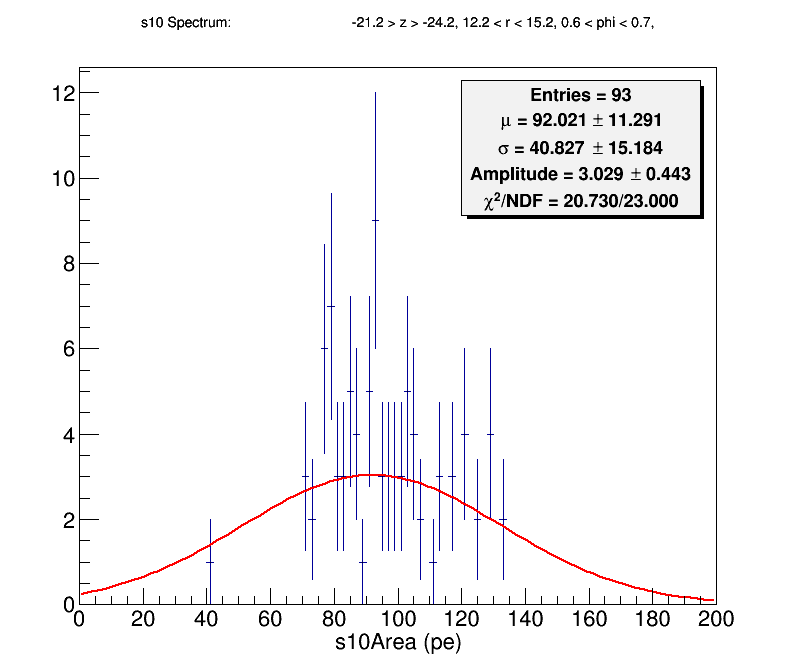 s10 Spectrum: -21.2 > z > -24.2, 12.2 < r < 15.2, 0.6 < phi < 0.7,
Entries = 93
μ = 92.021 ± 11.291
σ = 40.827 ± 15.184
Amplitude = 3.029 ± 0.443
χ²/NDF = 20.730/23.000
12
10
8
6
4
2
0
0 20 40 60 80 100 120 140 160 180 200
s10Area (pe)